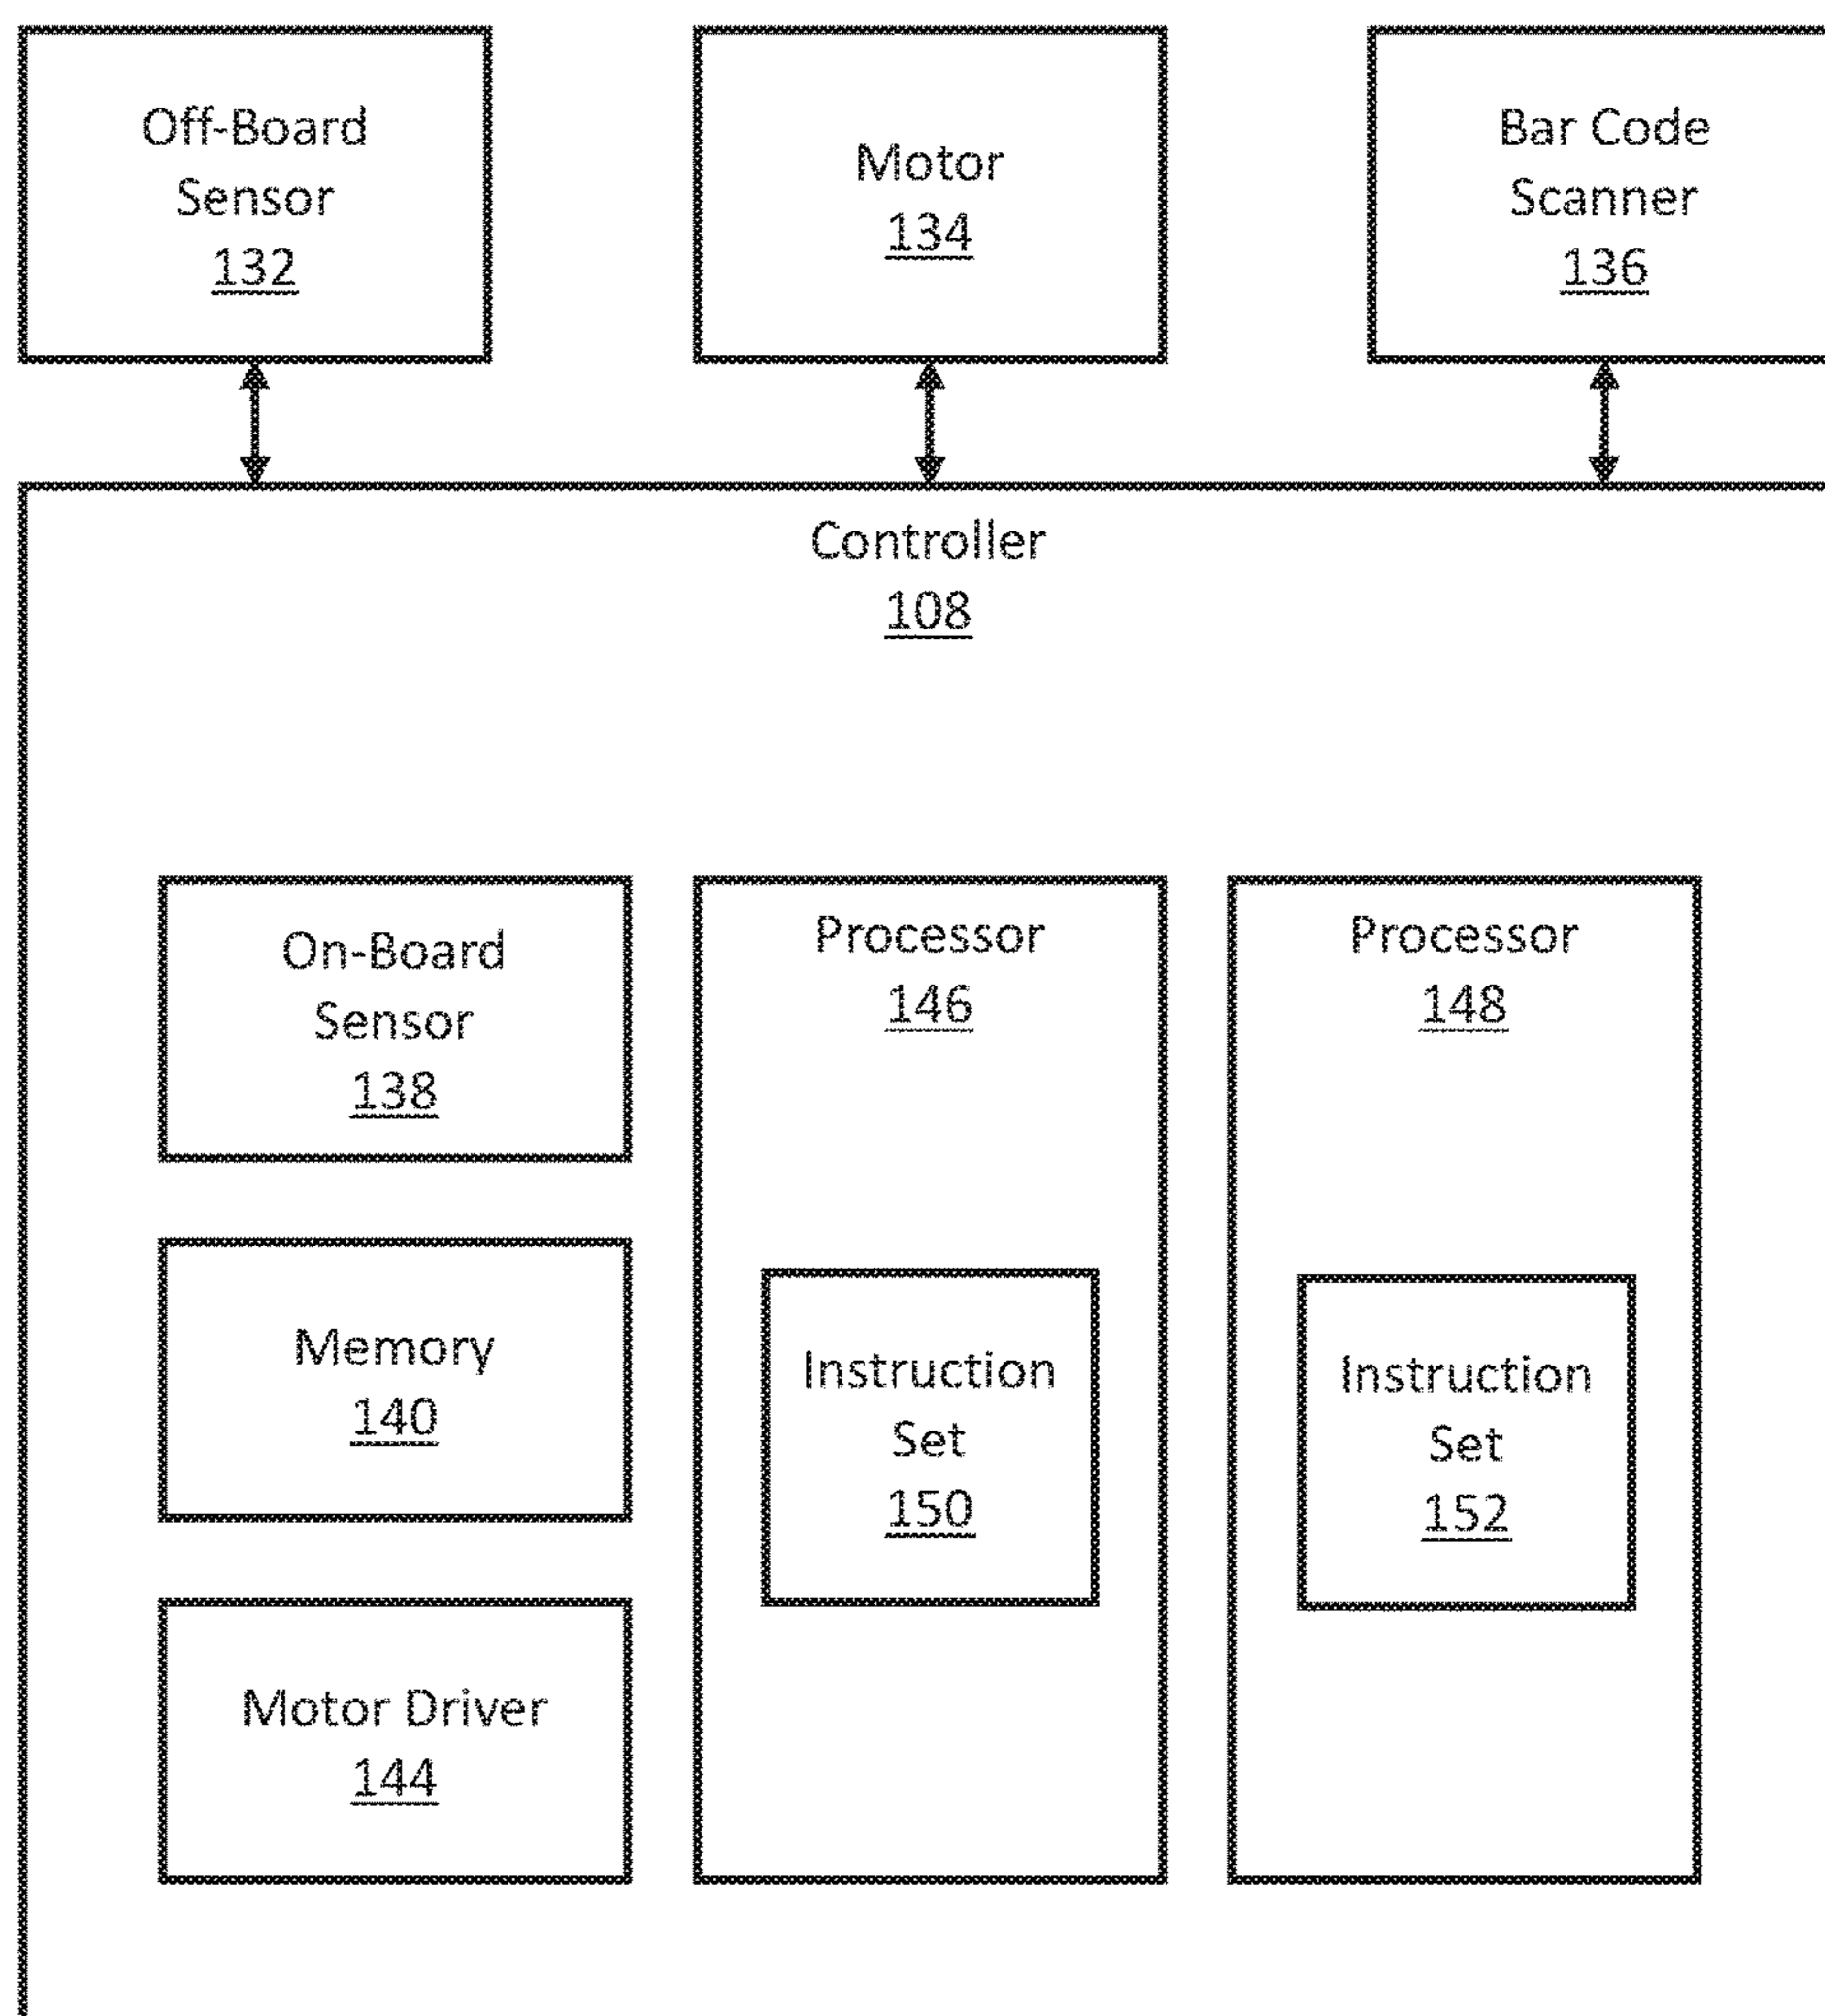 Off-Board
Sensor
132
Motor
134
Bar Code
Scanner
136
Controller
108
On-Board
Sensor
138
Memory
140
Motor Driver
144
Processor
146
Instruction
Set
150
Processor
148
Instruction
Set
152